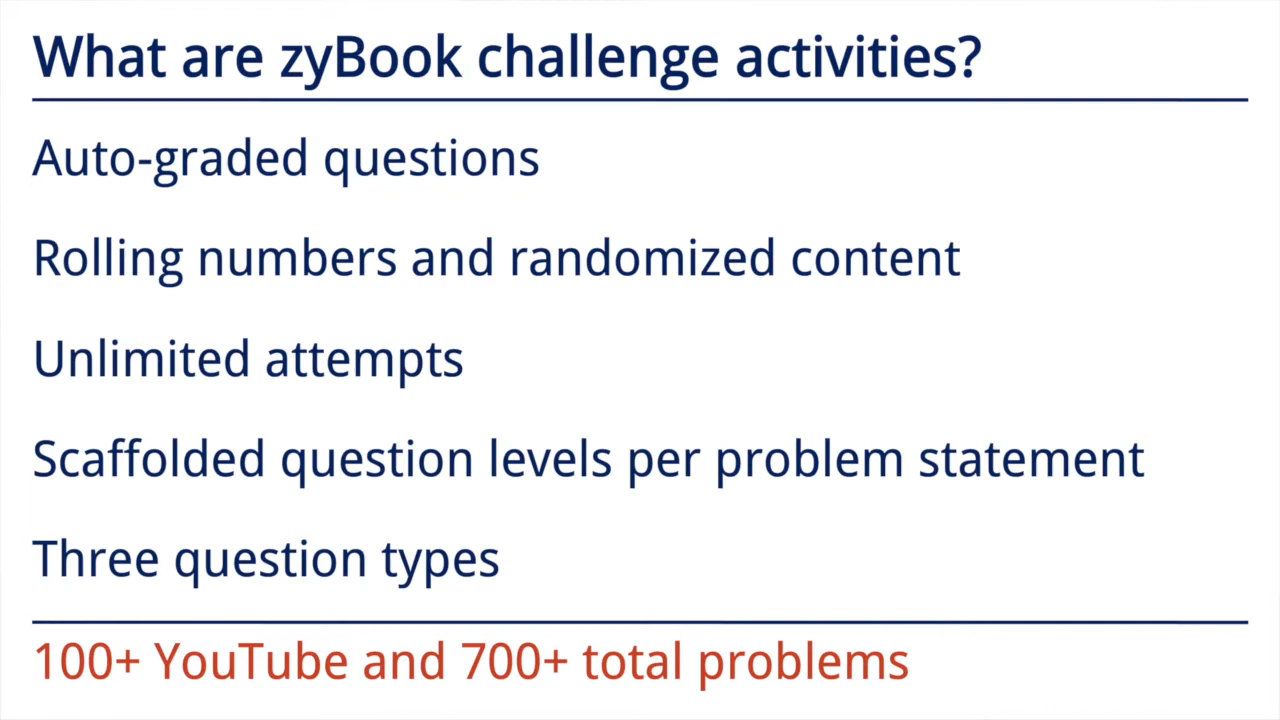 What are zyBook challenge activities?
Auto-graded questions
Rolling numbers and randomized content
Unlimited attempts
Scaffolded question levels per problem statement
Three question types
100+ YouTube and 700+ total problems